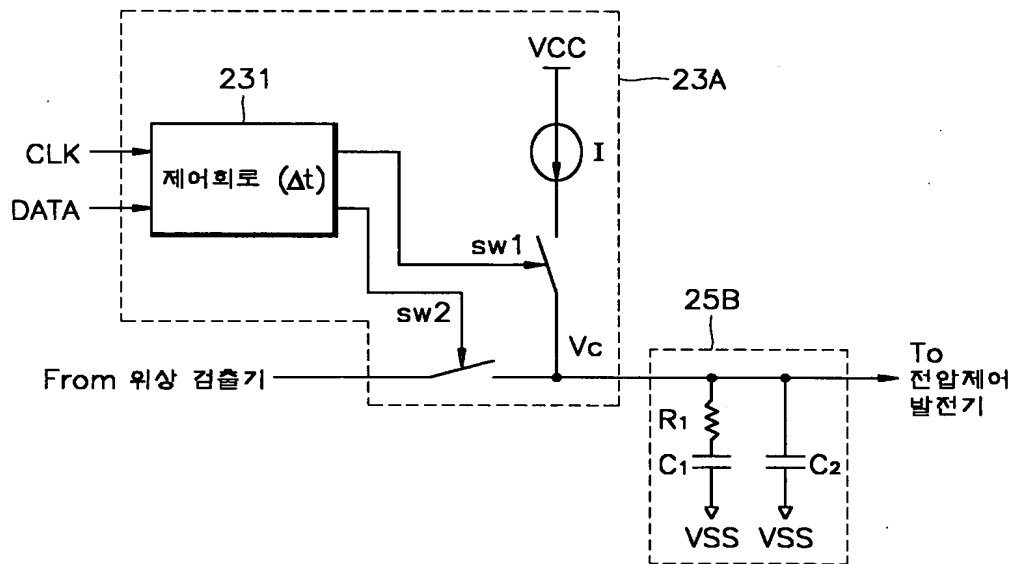 VCC
231
23A
CLK
제어회로 (Δt)
I
DATA
sw1
25B
sw2
Vc
To
전압제어
발전기
From 위상 검출기
R1
C1
C2
VSS VSS